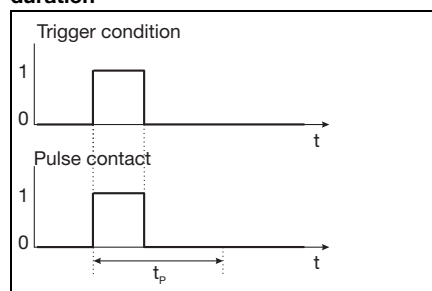 duration
Trigger condition
1
0
t
Pulse contact
1
0
t
tP